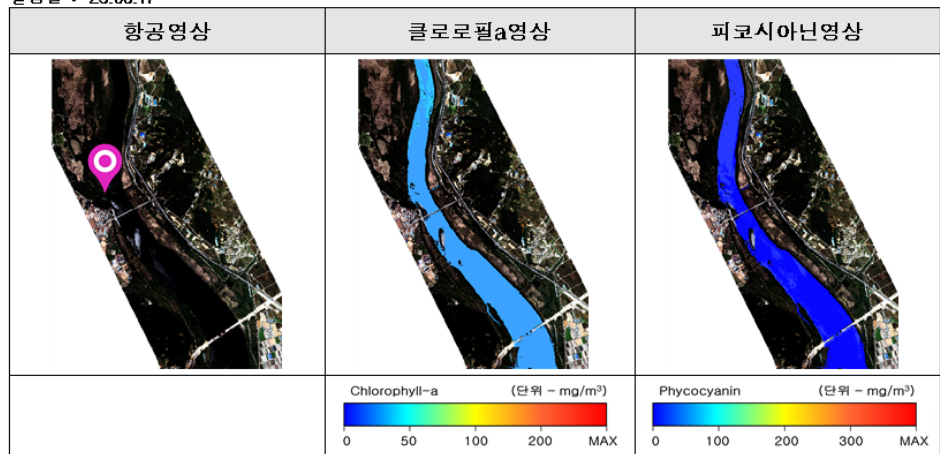 항공영상
클로로필a영상
피코시아닌영상
Chlorophyll-a (단위 - mg/m³)
0 50 100 200 MAX
Phycocyanin (단위 - mg/m³)
0 100 200 300 MAX